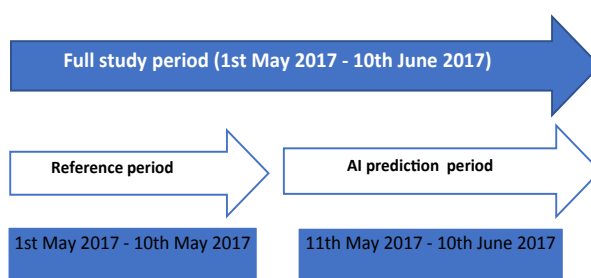 Full study period (1st May 2017 - 10th June 2017)
Reference period
AI prediction period
1st May 2017 - 10th May 2017
11th May 2017 - 10th June 2017